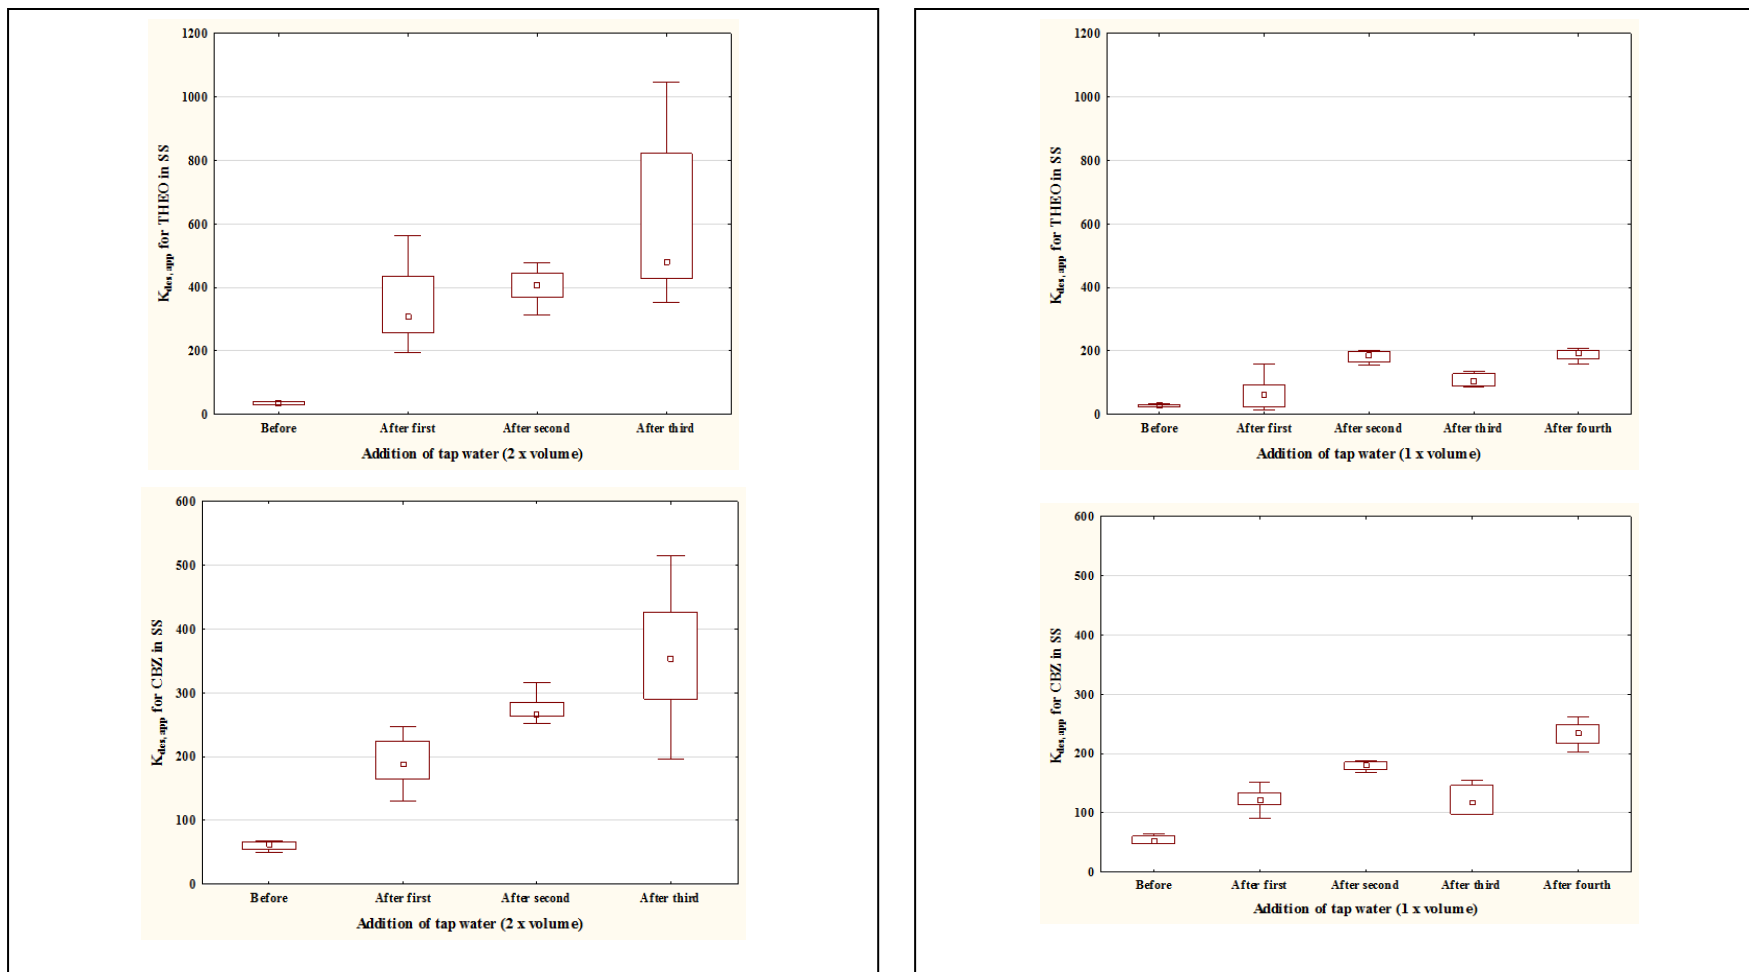 1200
1000
800
600
400
200
0
K des, app for THEO in SS
Before After first After second After third
Addition of tap water (2 x volume)
600
500
400
300
200
100
0
K des, app for CBZ in SS
Before After first After second After third
Addition of tap water (2 x volume)
1200
1000
800
600
400
200
0
K des, app for THEO in SS
Before After first After second After third After fourth
Addition of tap water (1 x volume)
600
500
400
300
200
100
0
K des, app for CBZ in SS
Before After first After second After third After fourth
Addition of tap water (1 x volume)